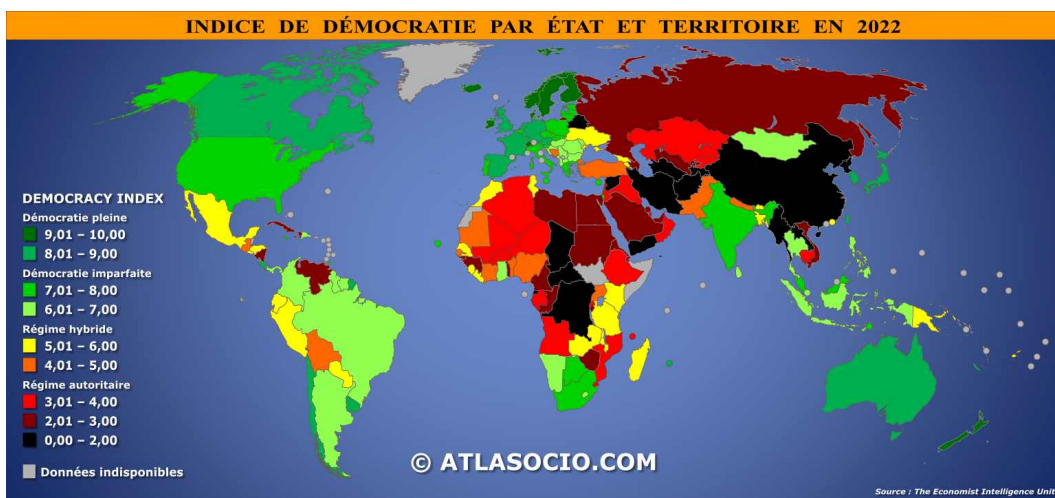 INDICE DE DÉMOCRATIE PAR ÉTAT ET TERRITOIRE EN 2022
DEMOCRACY INDEX
Démocratie pleine
9,01 – 10,00
8,01 – 9,00
Démocratie imparfaite
7,01 – 8,00
6,01 – 7,00
Régime hybride
5,01 – 6,00
4,01 – 5,00
Régime autoritaire
3,01 – 4,00
2,01 – 3,00
0,00 – 2,00
Données indisponibles
© ATLASOCIO.COM
Source : The Economist Intelligence Unit